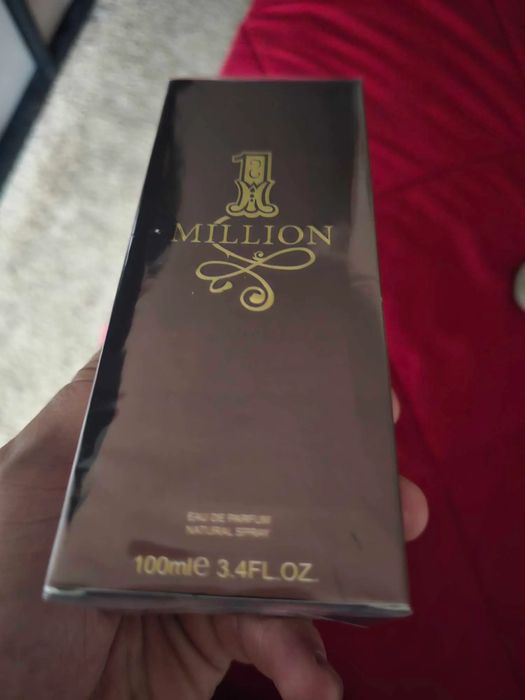 1
MILLION
EAU DE PARFUM
NATURAL SPRAY
100mle 3.4FL.OZ.